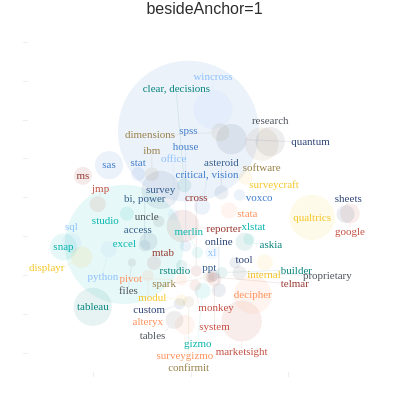 besideAnchor=1
wincross
clear, decisions
research
dimensions
spss
quantum
house
ibm
office
asteroid
sas
stat
software
ms
critical, vision
surveycraft
jmp
survey
bi, power
cross
voxco
sheets
studio
uncle
stata
qualtrics
sql
access
merlin
reporter
xlstat
google
snap
excel
online
askia
mtab
xl
tool
displayr
rstudio
ppt
builder
python
pivot
internal
proprietary
spark
telmar
files
modul
decipher
tableau
custom
monkey
alteryx
system
tables
gizmo
marketsight
surveygizmo
confirmit